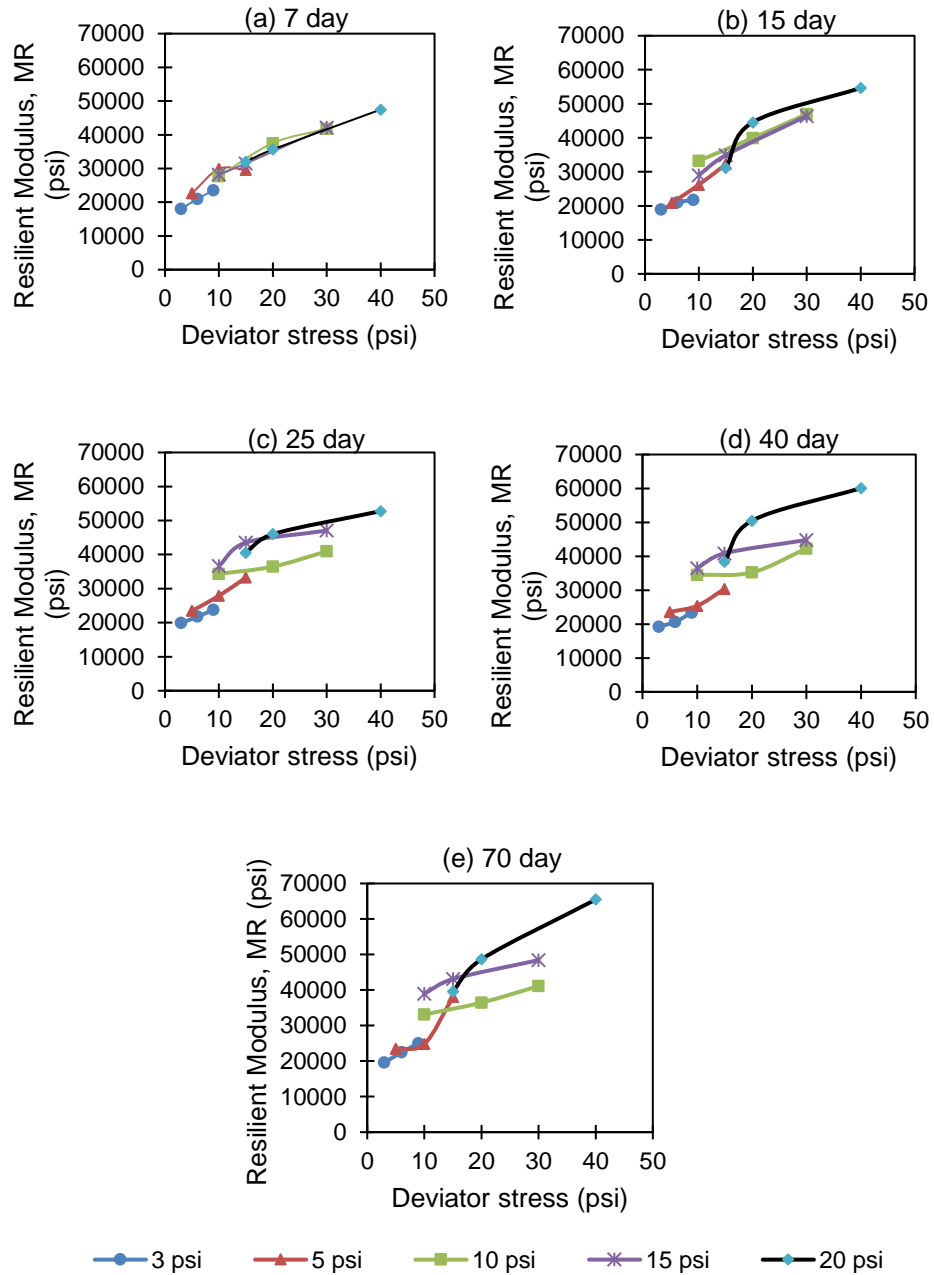 (a) 7 day
Resilient Modulus, MR
(psi)
70000
60000
50000
40000
30000
20000
10000
0
0 10 20 30 40 50
Deviator stress (psi)
(b) 15 day
Resilient Modulus, MR
(psi)
70000
60000
50000
40000
30000
20000
10000
0
0 10 20 30 40 50
Deviator stress (psi)
(c) 25 day
Resilient Modulus, MR
(psi)
70000
60000
50000
40000
30000
20000
10000
0
0 10 20 30 40 50
Deviator stress (psi)
(d) 40 day
Resilient Modulus, MR
(psi)
70000
60000
50000
40000
30000
20000
10000
0
0 10 20 30 40 50
Deviator stress (psi)
(e) 70 day
Resilient Modulus, MR (psi)
70000
60000
50000
40000
30000
20000
10000
0
0 10 20 30 40 50
Deviator stress (psi)
3 psi 5 psi 10 psi 15 psi 20 psi